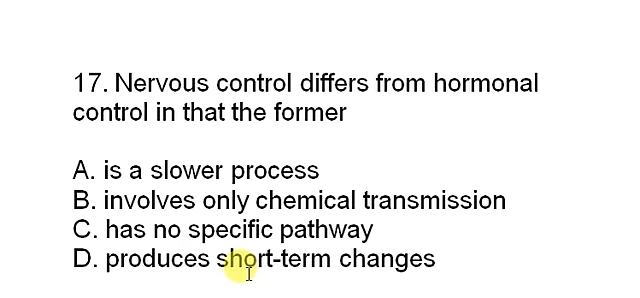 17. Nervous control differs from hormonal
control in that the former
A. is a slower process
B. involves only chemical transmission
C. has no specific pathway
D. produces short-term changes